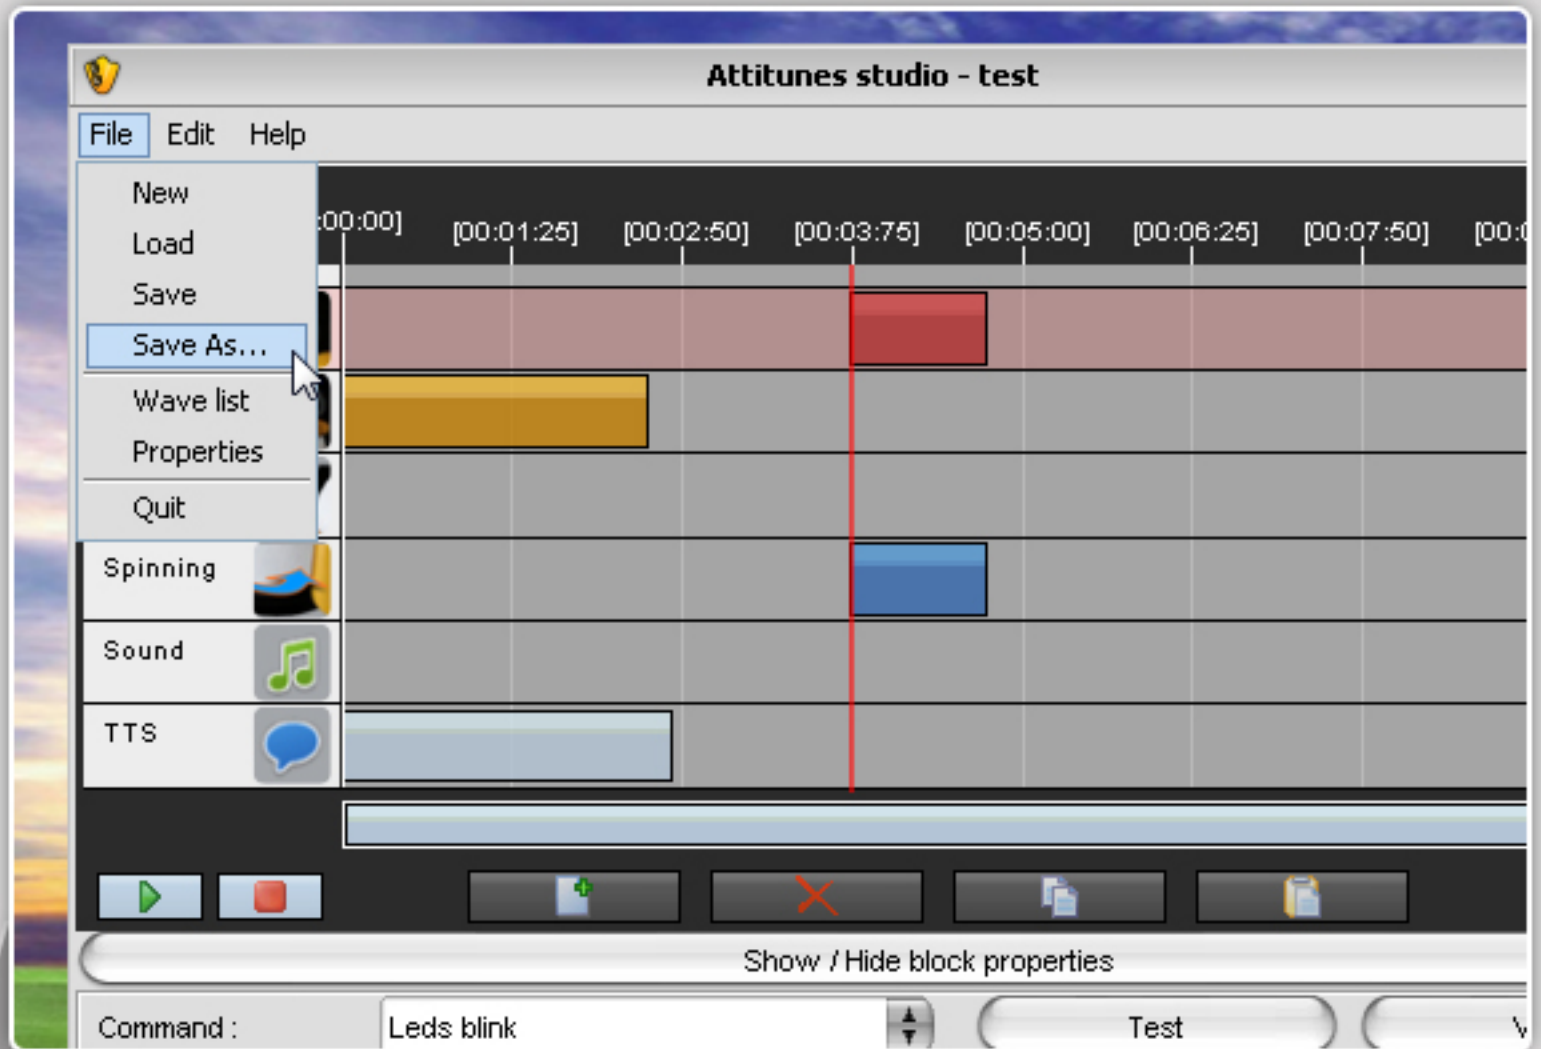 Attitunes studio - test
File Edit Help
New
Load
Save
Save As...
Wave list
Properties
Quit
:00:00] [00:01:25] [00:02:50] [00:03:75] [00:05:00] [00:06:25] [00:07:50] [00:
Spinning
Sound
TTS
Show / Hide block properties
Command : Leds blink Test